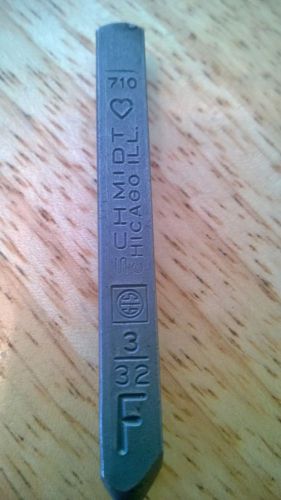 710
SCHMIDT
CHICAGO ILL.
3
32
F